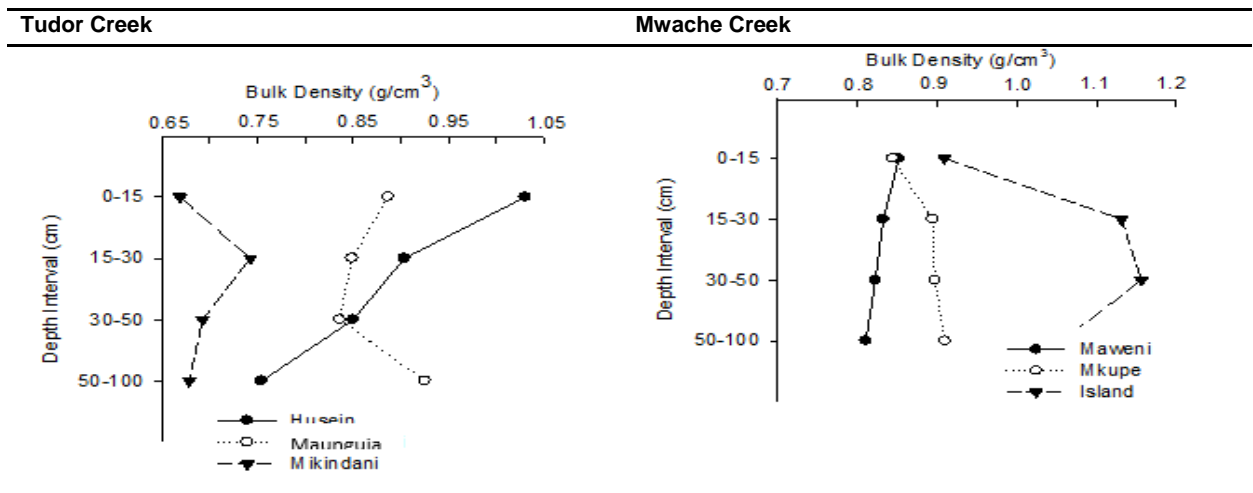 Tudor Creek
Mwache Creek
Bulk Density (g/cm3)
0.65 0.75 0.85 0.95 1.05
Depth Interval (cm)
0-15
15-30
30-50
50-100
Husein
Maunguja
Mikindani
Bulk Density (g/cm3)
0.7 0.8 0.9 1.0 1.1 1.2
Depth Interval (cm)
0-15
15-30
30-50
50-100
Maweni
Mkupe
Island